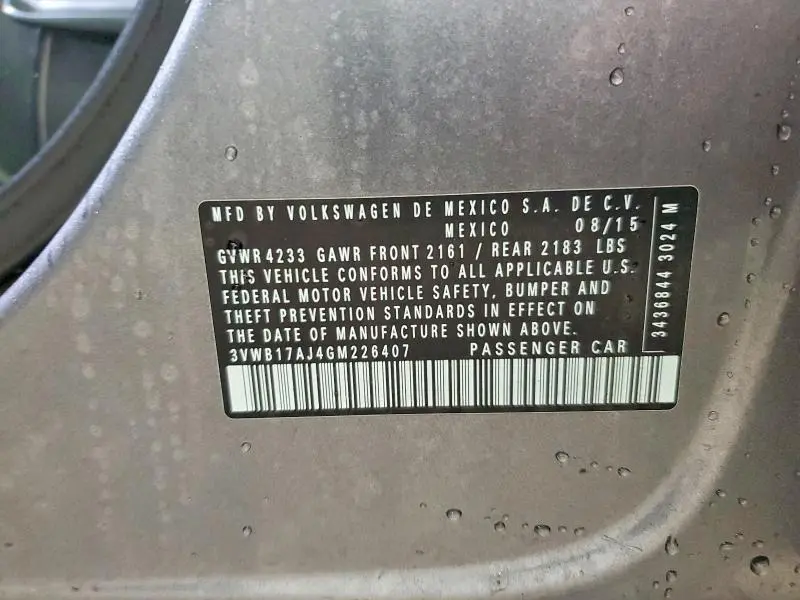 MFD BY VOLKSWAGEN DE MEXICO S.A. DE C.V.
MEXICO 08/15
GVWR 4233 GAWR FRONT 2161 / REAR 2183 LBS
THIS VEHICLE CONFORMS TO ALL APPLICABLE U.S.
FEDERAL MOTOR VEHICLE SAFETY, BUMPER AND
THEFT PREVENTION STANDARDS IN EFFECT ON
THE DATE OF MANUFACTURE SHOWN ABOVE.
3VWB17AJ4GM226407 PASSENGER CAR
3436844 3024 M